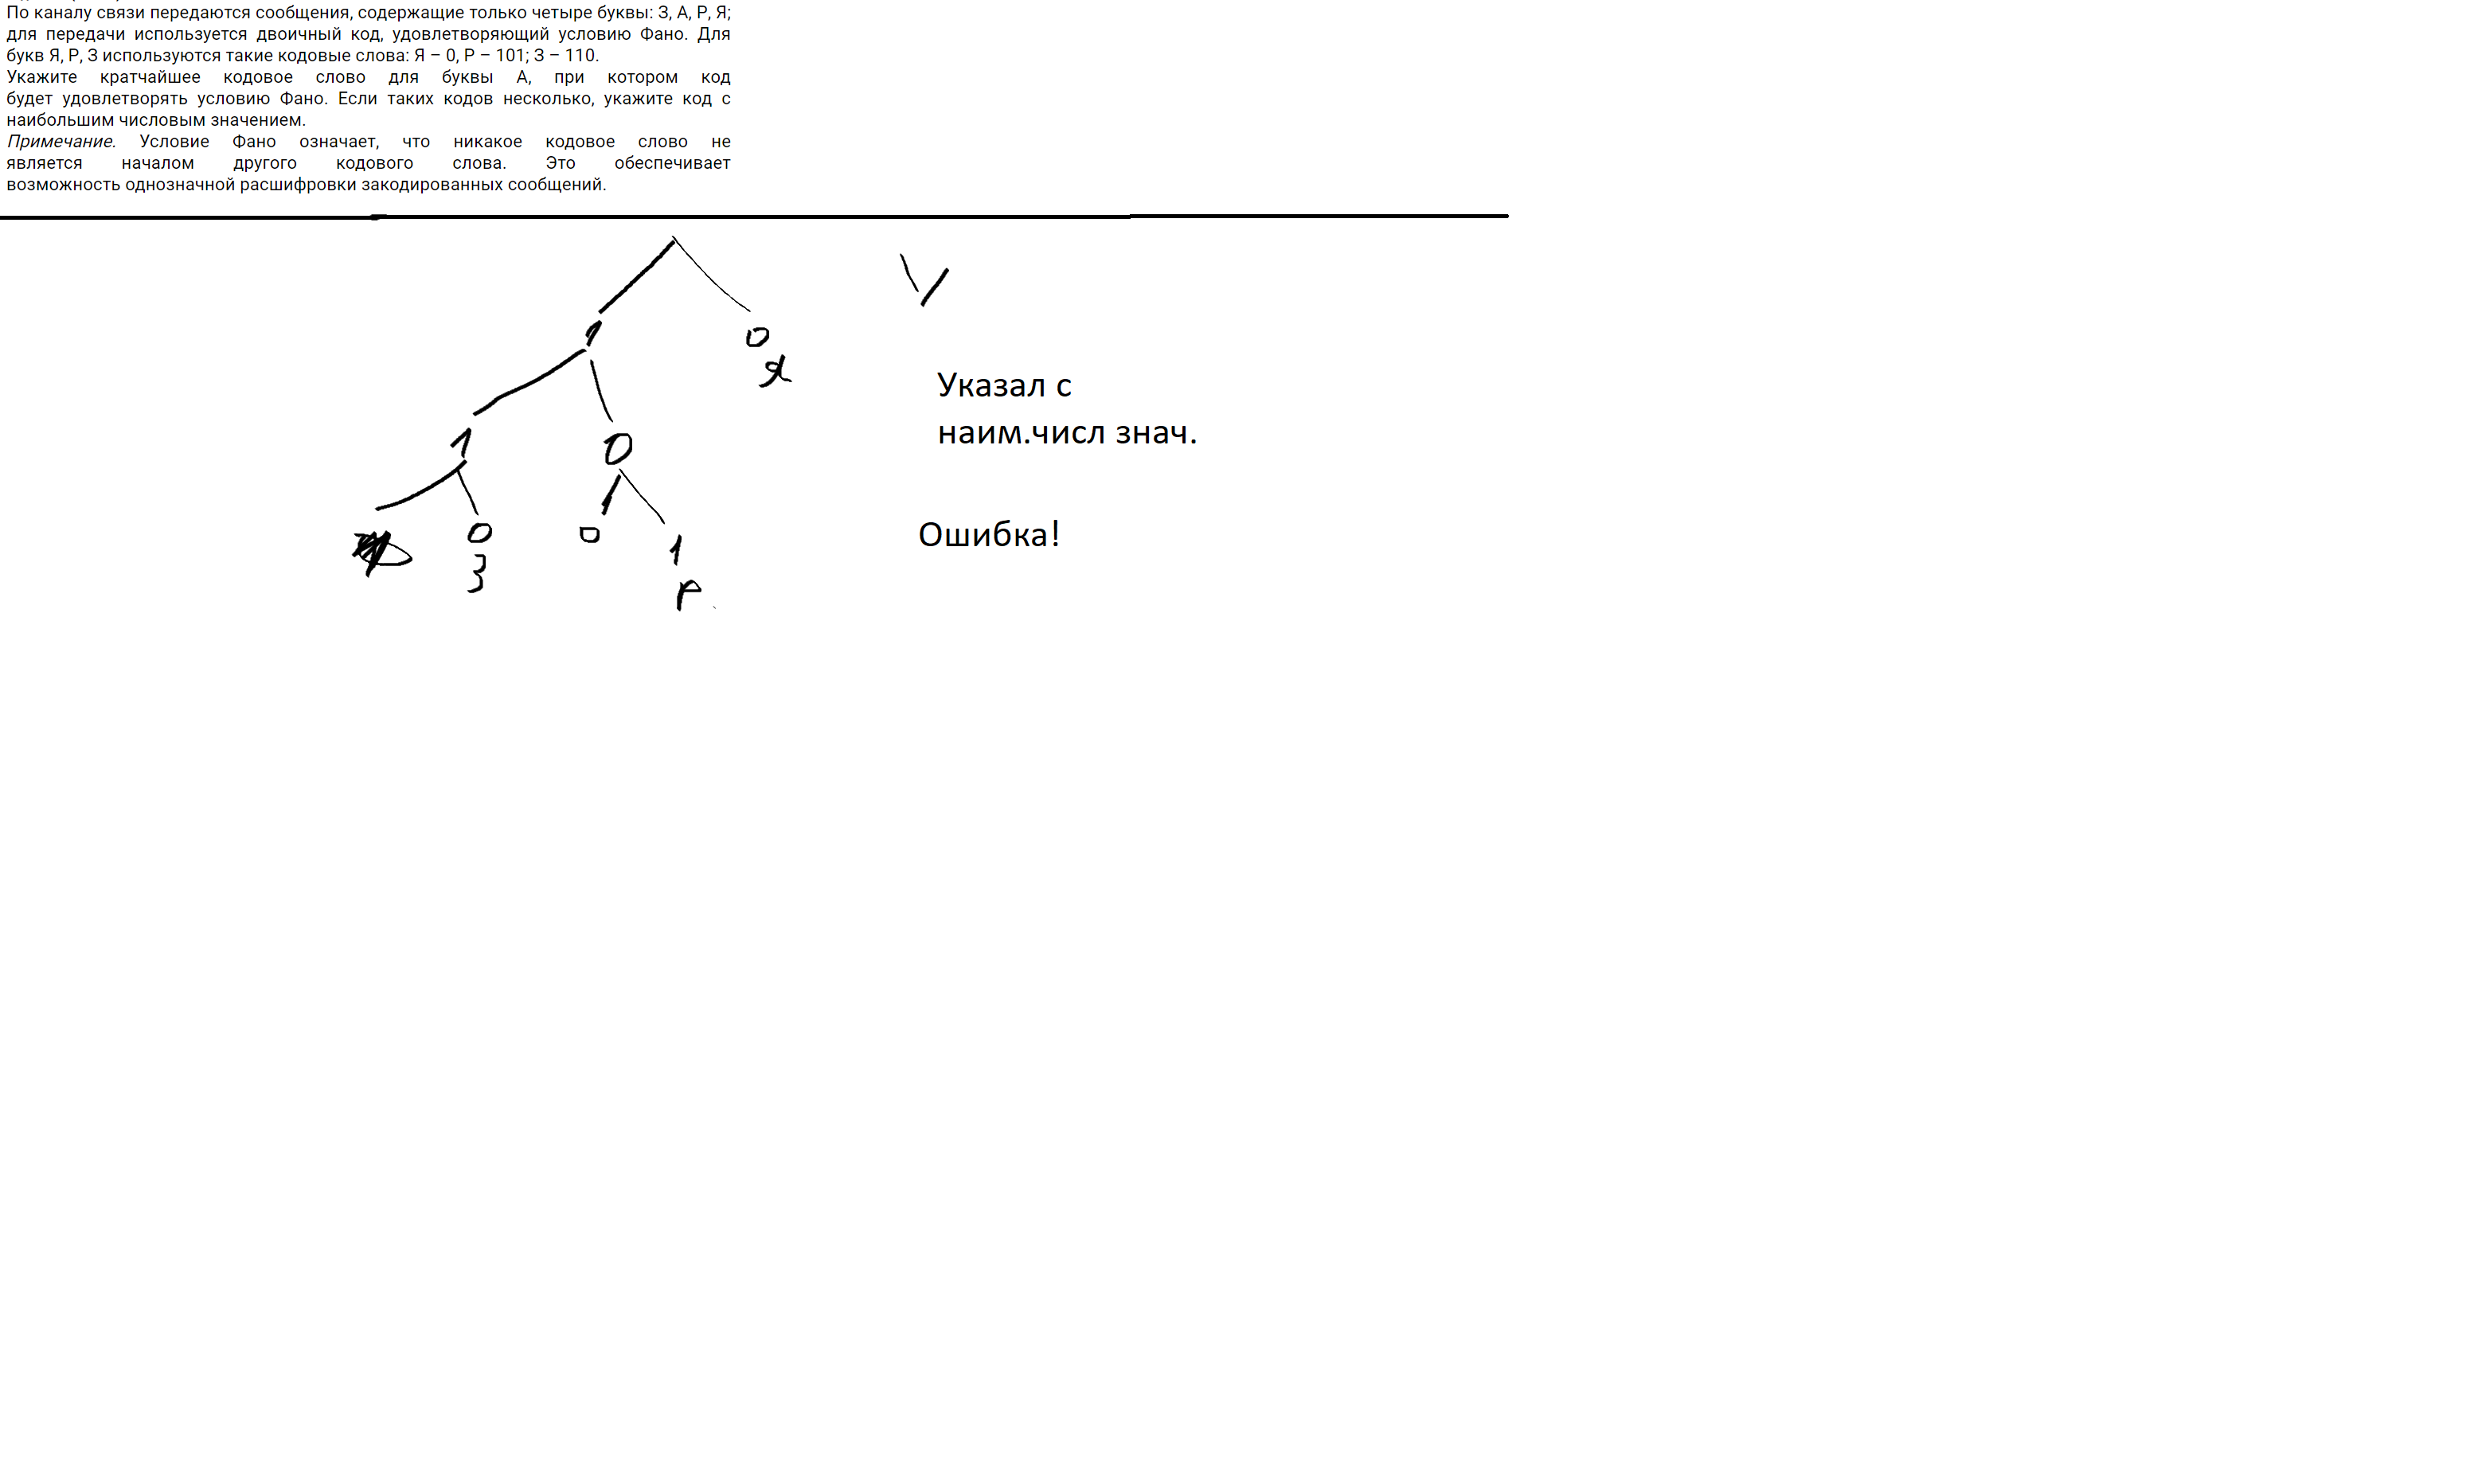 По каналу связи передаются сообщения, содержащие только четыре буквы: З, А, Р, Я;
для передачи используется двоичный код, удовлетворяющий условию Фано. Для
букв Я, Р, З используются такие кодовые слова: Я – 0, Р – 101; З – 110.
Укажите кратчайшее кодовое слово для буквы А, при котором код
будет удовлетворять условию Фано. Если таких кодов несколько, укажите код с
наибольшим числовым значением.
Примечание. Условие Фано означает, что никакое кодовое слово не
является началом другого кодового слова. Это обеспечивает
возможность однозначной расшифровки закодированных сообщений.
1
0
Я
Указал с
наим.числ знач.
1
0
0
0
1
З
Р
Ошибка!